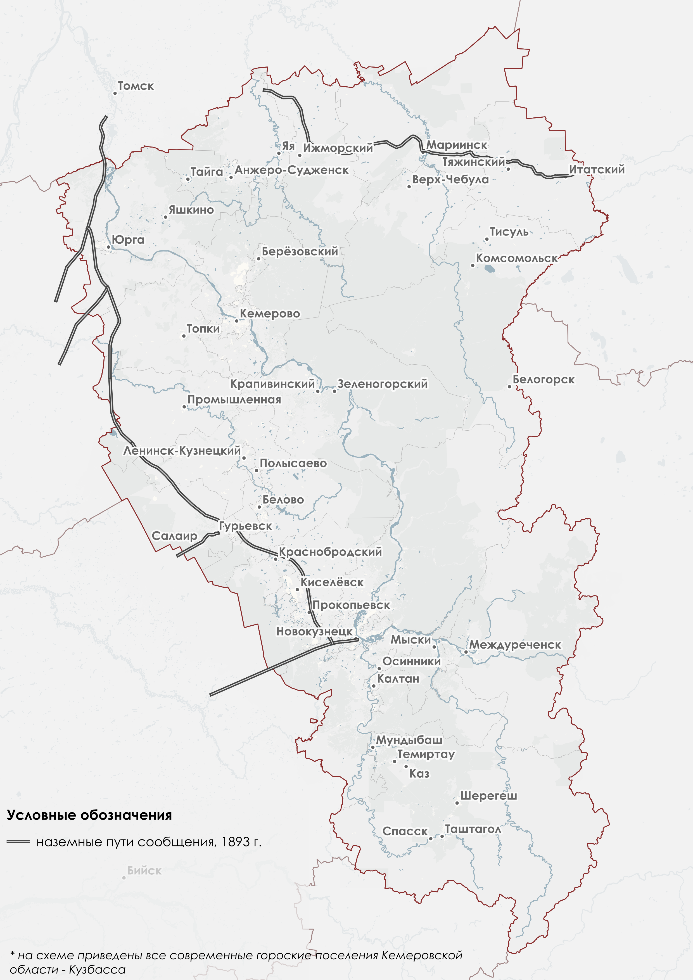 Томск
Яя
Ижморский
Мариинск
Тяжинский
Итатский
Тайга
Анжеро-Судженск
Верх-Чебула
Яшкино
Юрга
Тисуль
Берёзовский
Комсомольск
Кемерово
Топки
Крапивинский
Зеленогорский
Белогорск
Промышленная
Ленинск-Кузнецкий
Полысаево
Белово
Гурьевск
Салаир
Краснобродский
Киселёвск
Прокопьевск
Новокузнецк
Мыски
Междуреченск
Осинники
Калтан
Мундыбаш
Темиртау
Каз
Шерегеш
Спасск
Таштагол
Условные обозначения
наземные пути сообщения, 1893 г.
Бийск
* на схеме приведены все современные гороские поселения Кемеровской
области - Кузбасса